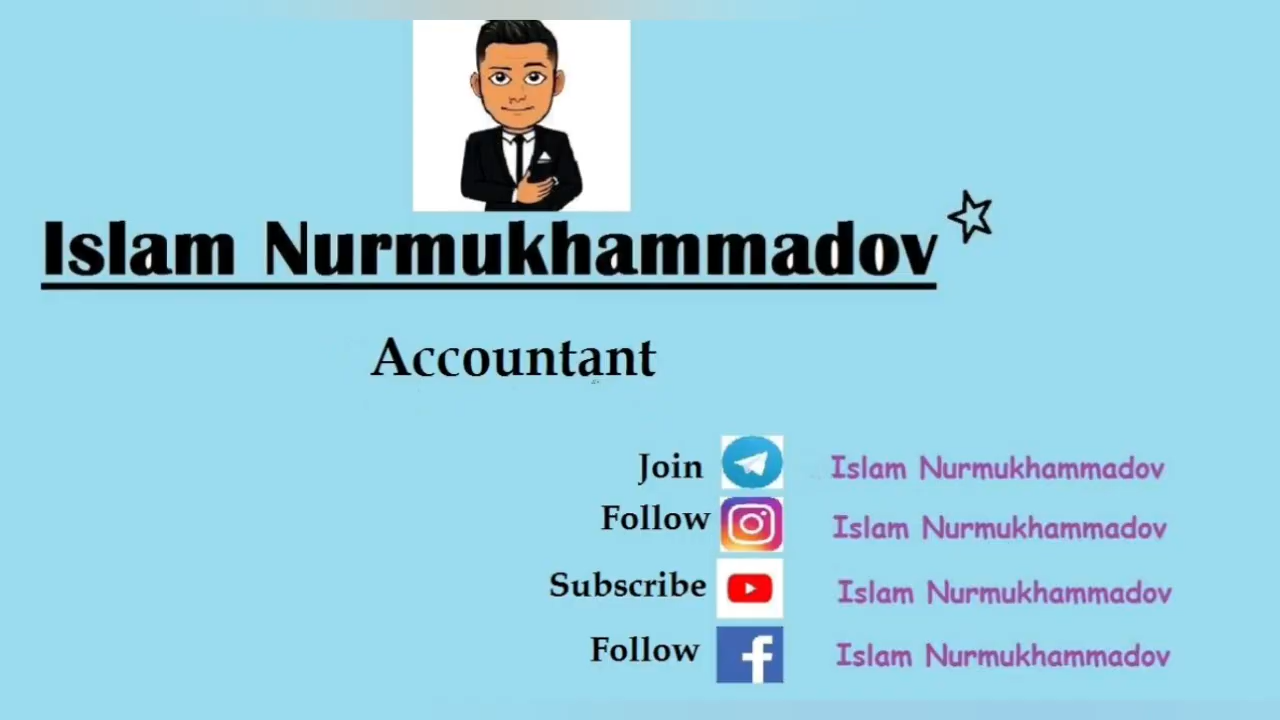 Islam Nurmukhammadov
Accountant
Join Islam Nurmukhammadov
Follow Islam Nurmukhammadov
Subscribe Islam Nurmukhammadov
Follow Islam Nurmukhammadov